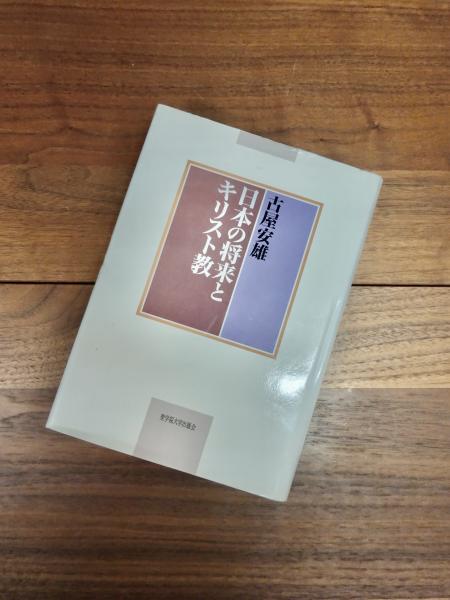 古屋安雄
日本の将来と
キリスト教
聖学院大学出版会